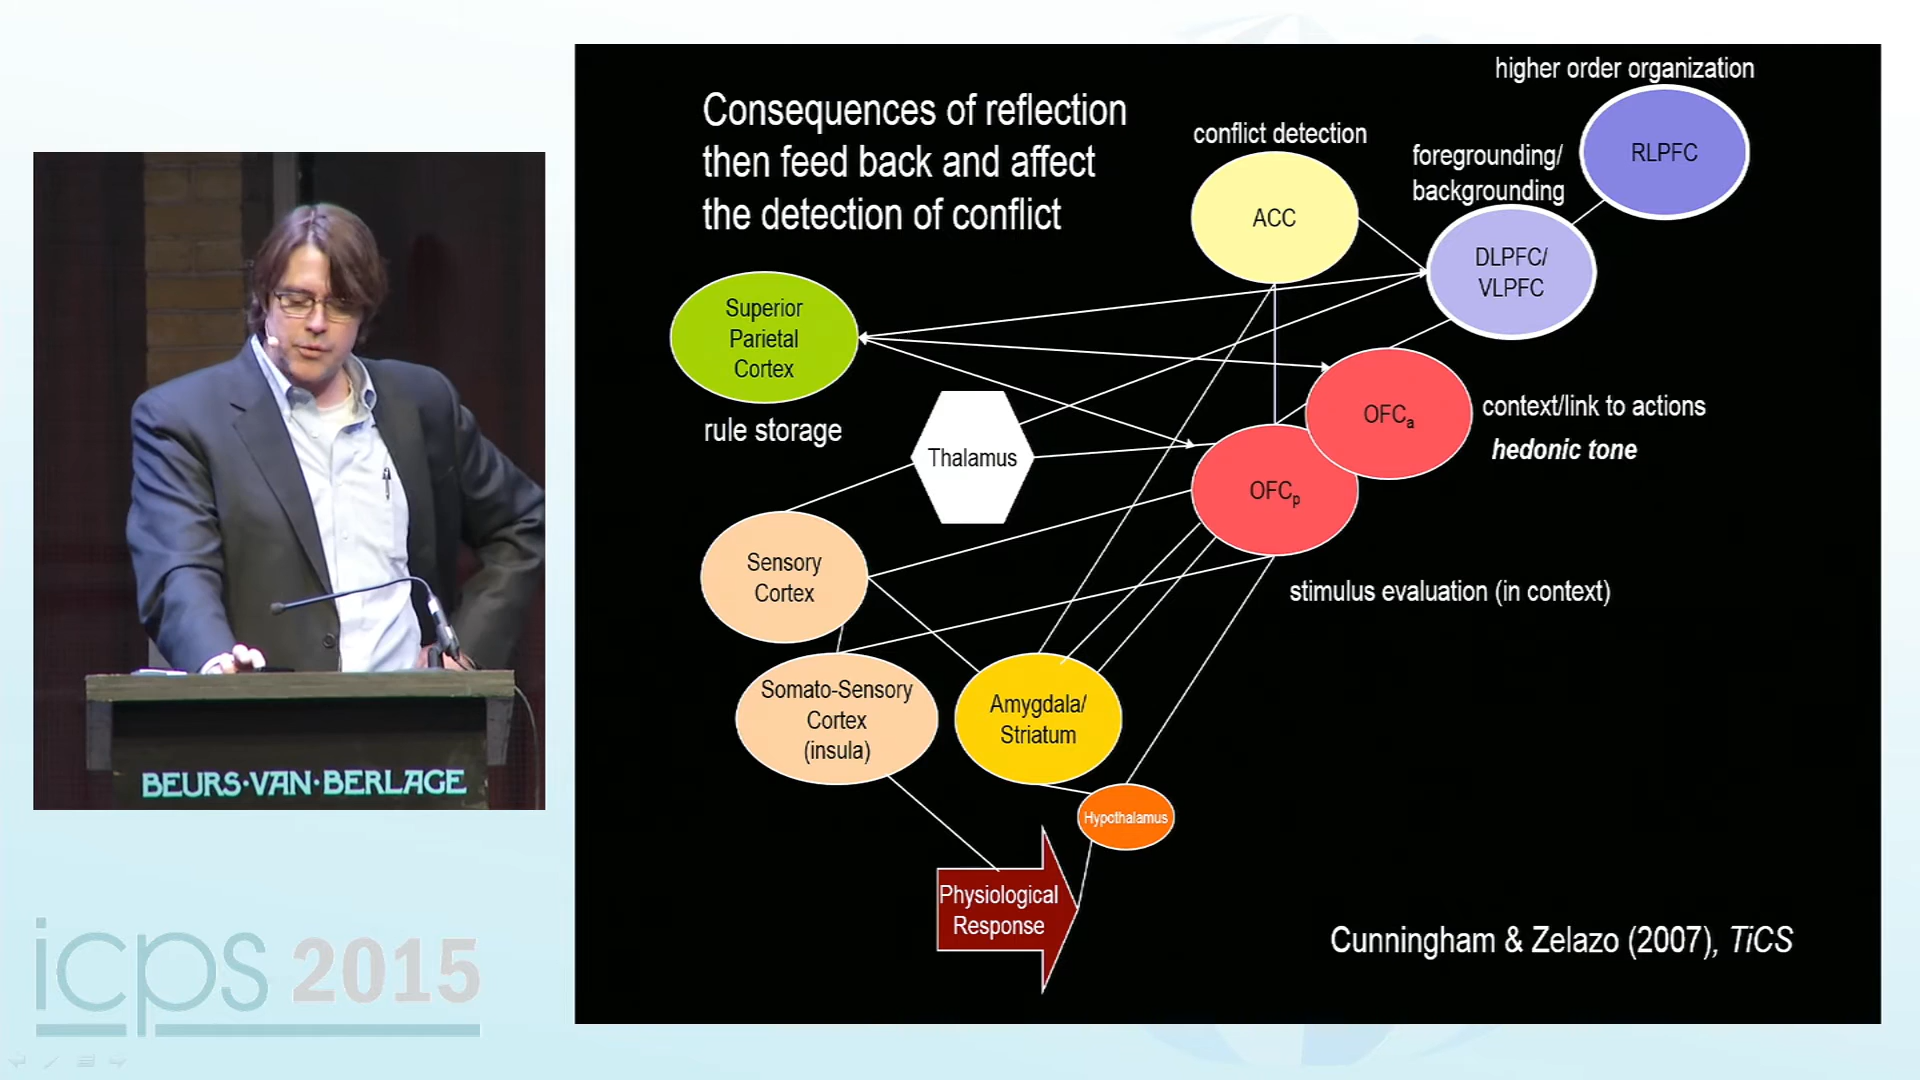 higher order organization
Consequences of reflection
then feed back and affect
the detection of conflict
conflict detection
foregrounding/
backgrounding
RLPFC
ACC
DLPFC/
VLPFC
Superior
Parietal
Cortex
rule storage
Thalamus
OFCa
context/link to actions
hedonic tone
OFCp
Sensory
Cortex
stimulus evaluation (in context)
Somato-Sensory
Cortex
(insula)
Amygdala/
Striatum
Hypothalamus
Physiological
Response
Cunningham & Zelazo (2007), TiCS
BEURS·VAN·BERLAGE
icps 2015